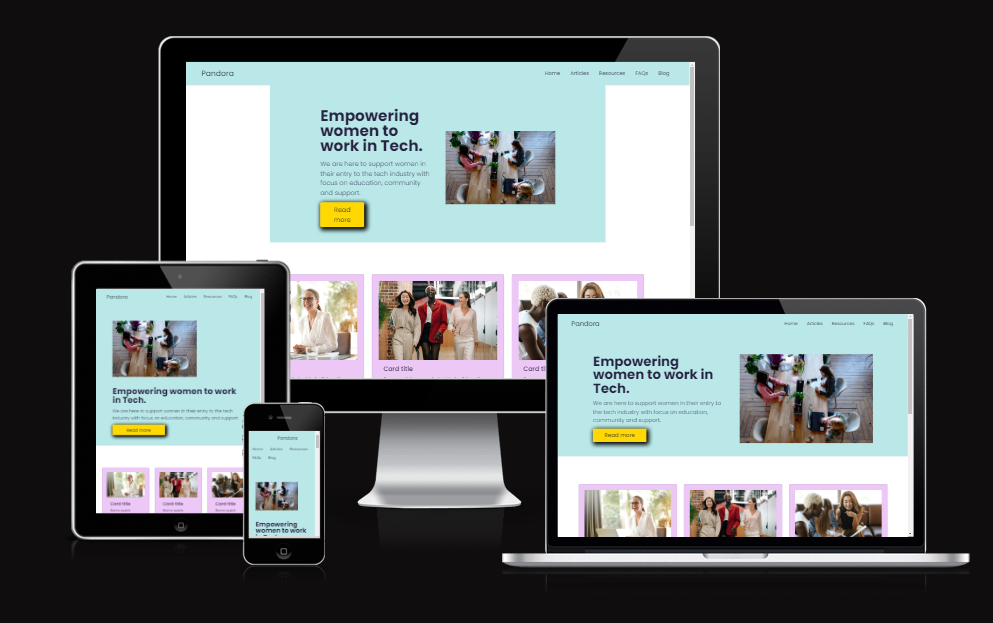 Pandora
Home Articles Resources FAQs Blog
Empowering
women to
work in Tech.
We are here to support women in
their entry to the tech industry with
focus on education, community
and support.
Read
more
Card title
Card t
Pandora
Home Articles Resources FAQs Blog
Empowering women to work
in Tech.
We are here to support women in their entry to the tech
industry with focus on education, community and support.
Read more
Card title
Card title
Card title
Pandora
Home Articles Resources
FAQs Blog
Empowering
women to work
in Tech.
Pandora
Home Articles Resources FAQs Blog
Empowering
women to work in
Tech.
We are here to support women in their entry to
the tech industry with focus on education,
community and support.
Read more